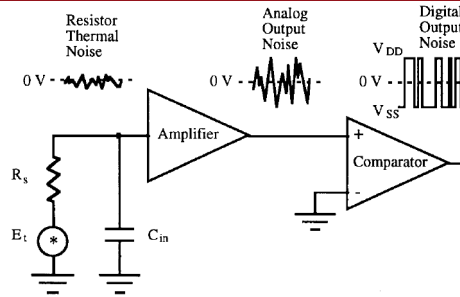 Resistor
Thermal
Noise
Analog
Output
Noise
Digital
Output
Noise
0 V
0 V
V DD
0 V
V SS
Amplifier
+
Comparator
-
R s
E t
*
C in